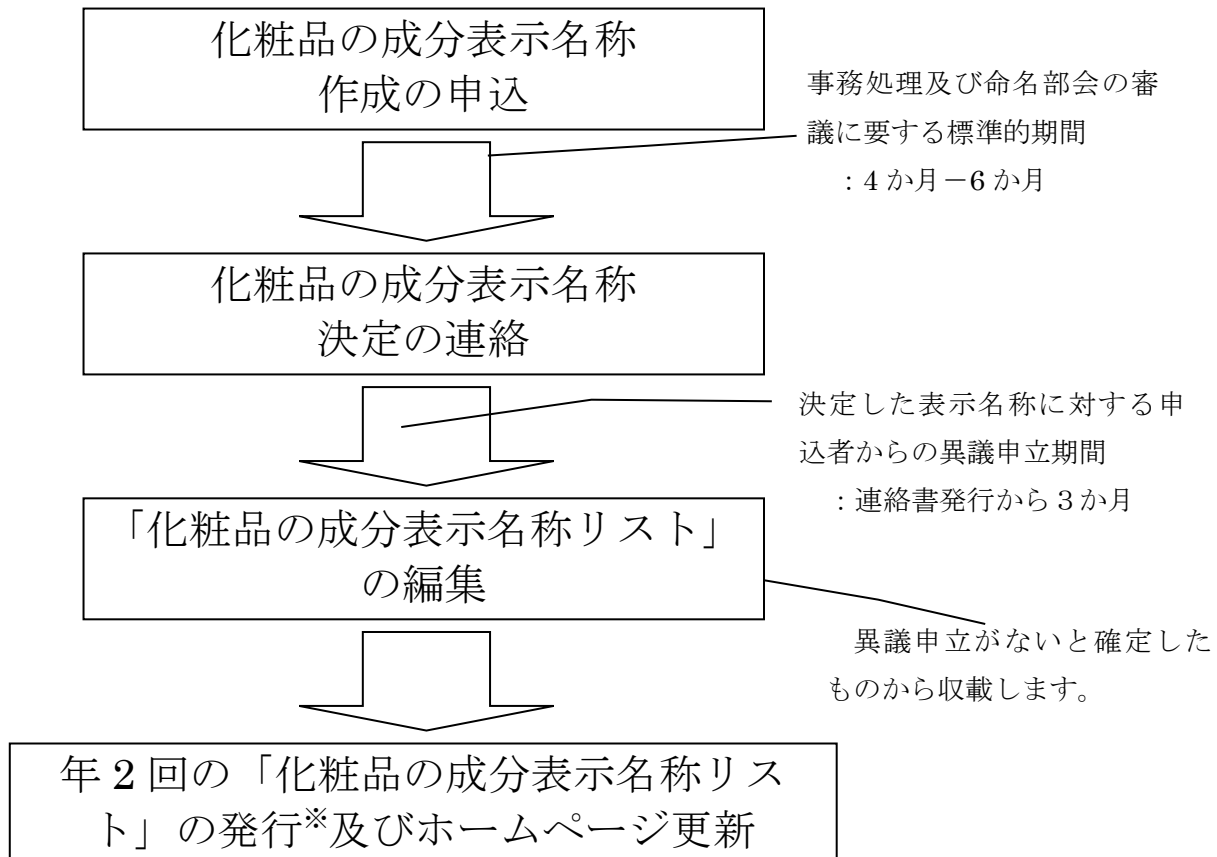 化粧品の成分表示名称
作成の申込
事務処理及び命名部会の審
議に要する標準的期間
：4か月－6か月
化粧品の成分表示名称
決定の連絡
決定した表示名称に対する申
込者からの異議申立期間
：連絡書発行から３か月
「化粧品の成分表示名称リスト」
の編集
異議申立がないと確定した
ものから収載します。
年2回の「化粧品の成分表示名称リス
ト」の発行※及びホームページ更新